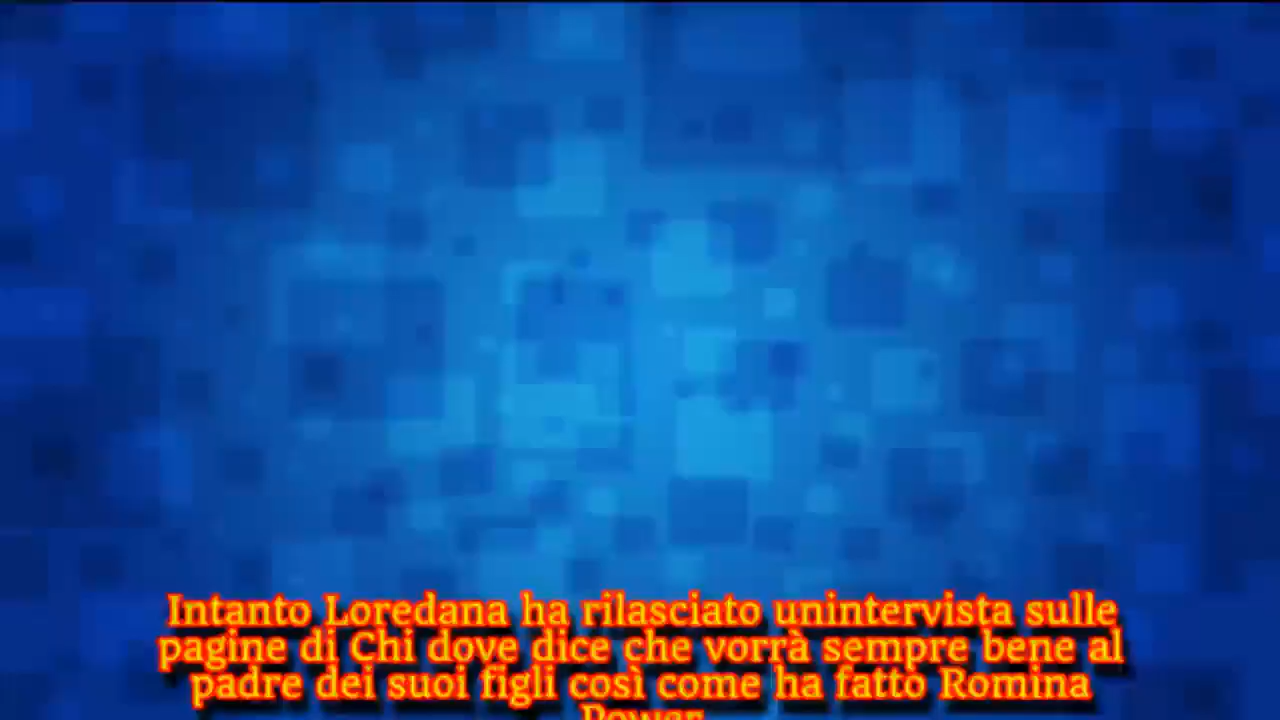 Intanto Loredana ha rilasciato unintervista sulle
pagine di Chi dove dice che vorrà sempre bene al
padre dei suoi figli così come ha fatto Romina
Power